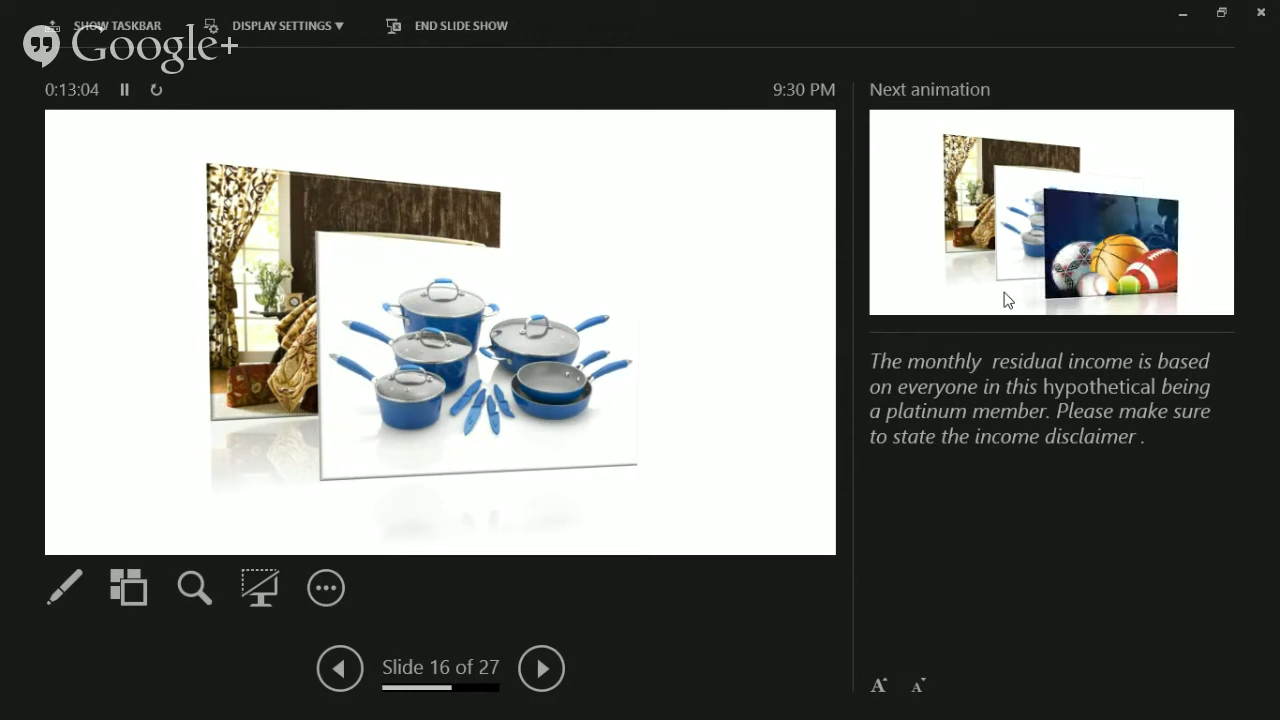 SHOW TASKBAR DISPLAY SETTINGS ▼ END SLIDE SHOW
Google+
0:13:04 9:30 PM
Next animation
The monthly residual income is based
on everyone in this hypothetical being
a platinum member. Please make sure
to state the income disclaimer .
Slide 16 of 27
A A